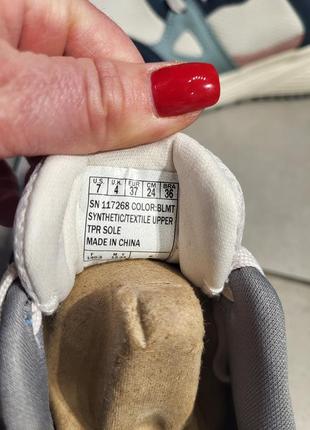 U.S. U.K EUR CM BRA
7 4 37 24 36
SN 117268 COLOR:BLMT
SYNTHETIC/TEXTILE UPPER
TPR SOLE
MADE IN CHINA